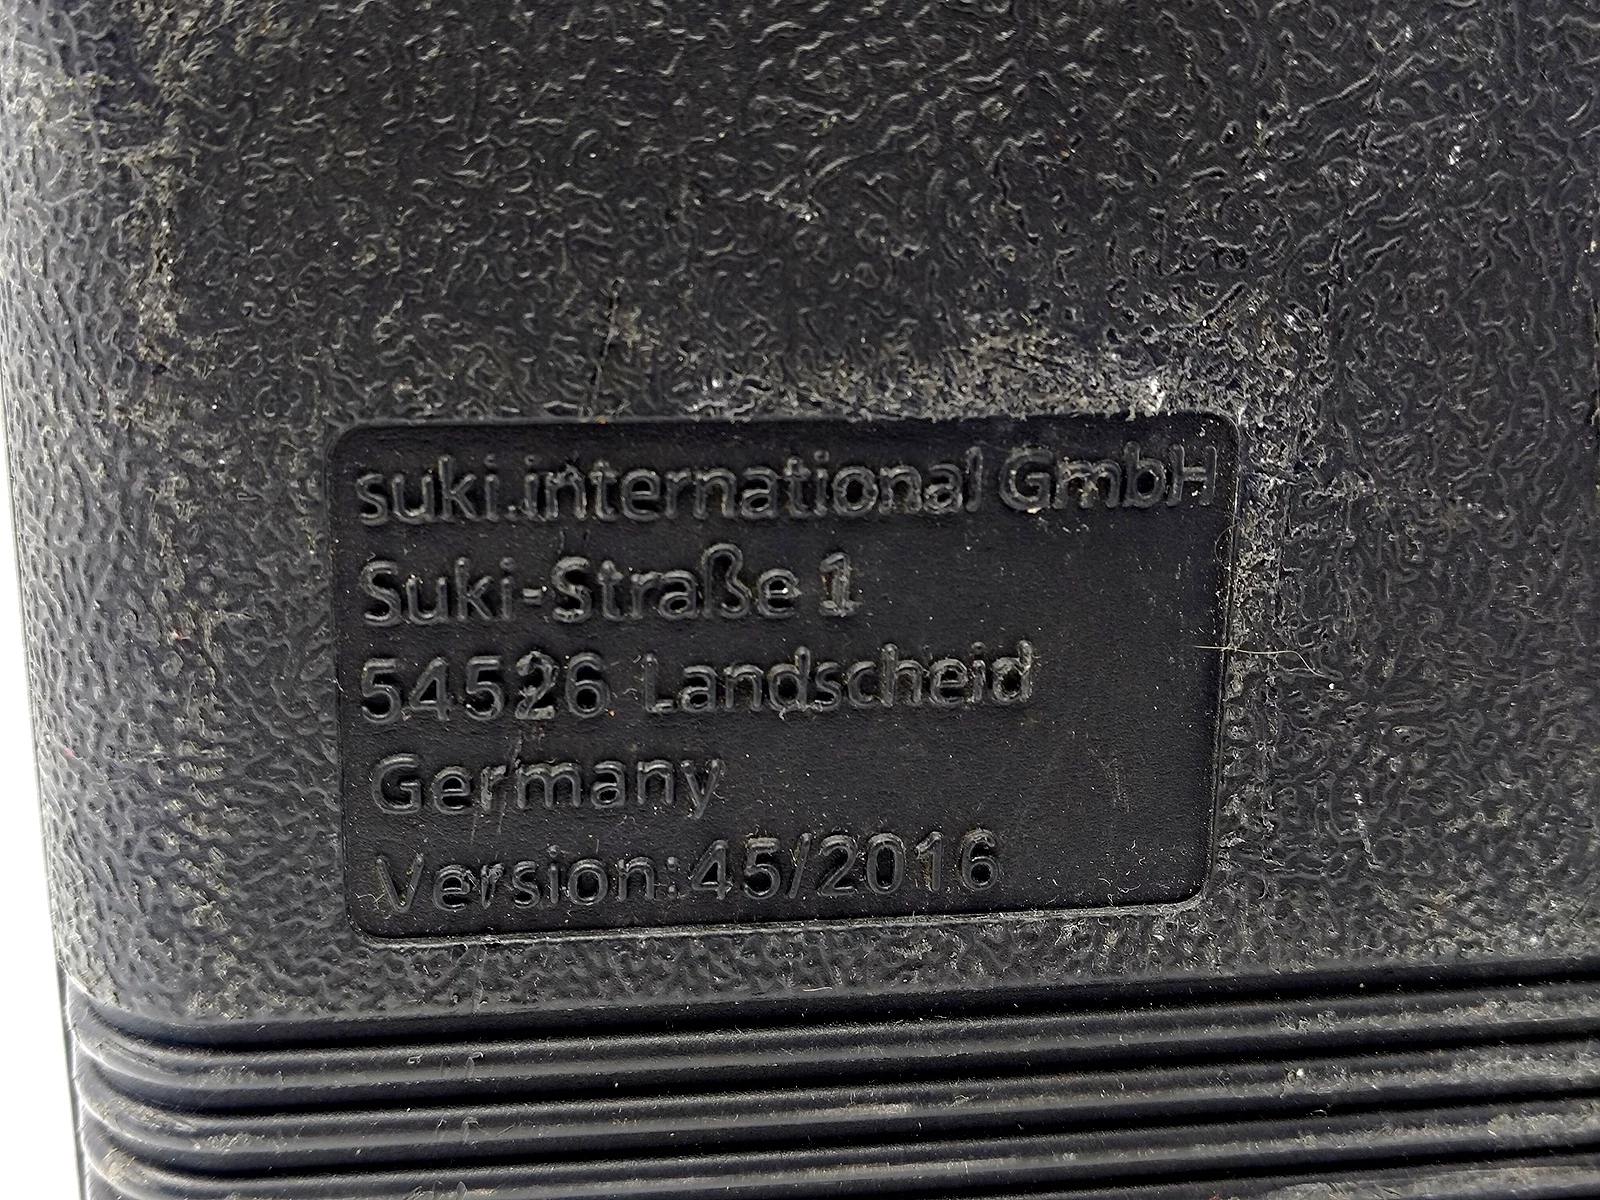 suki.international GmbH
Suki-Straße 1
54526 Landscheid
Germany
Version:45/2016